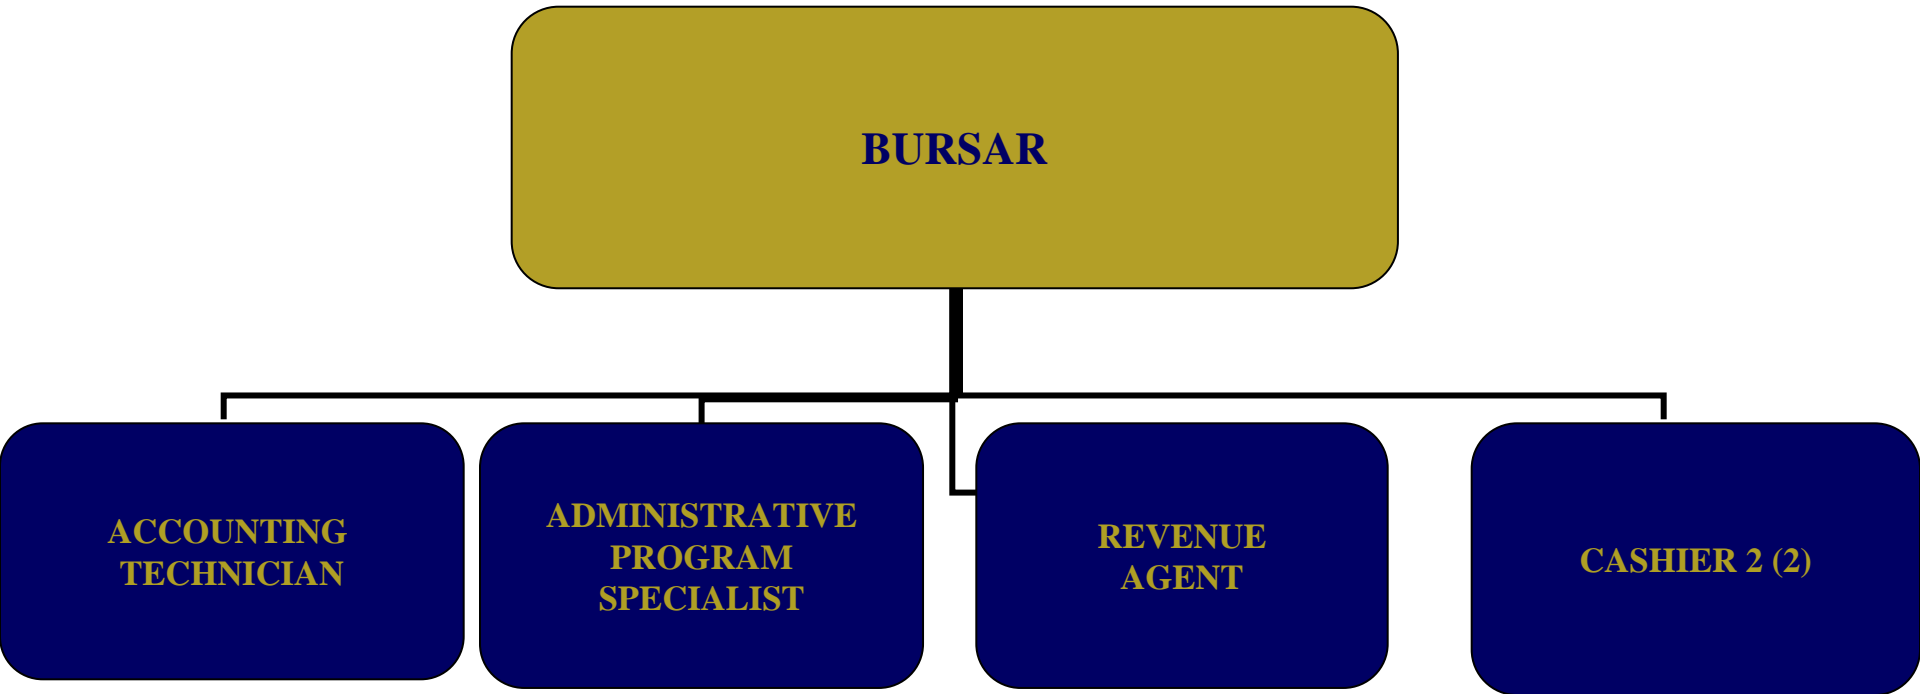 BURSAR
ACCOUNTING
TECHNICIAN
ADMINISTRATIVE
PROGRAM
SPECIALIST
REVENUE
AGENT
CASHIER 2 (2)